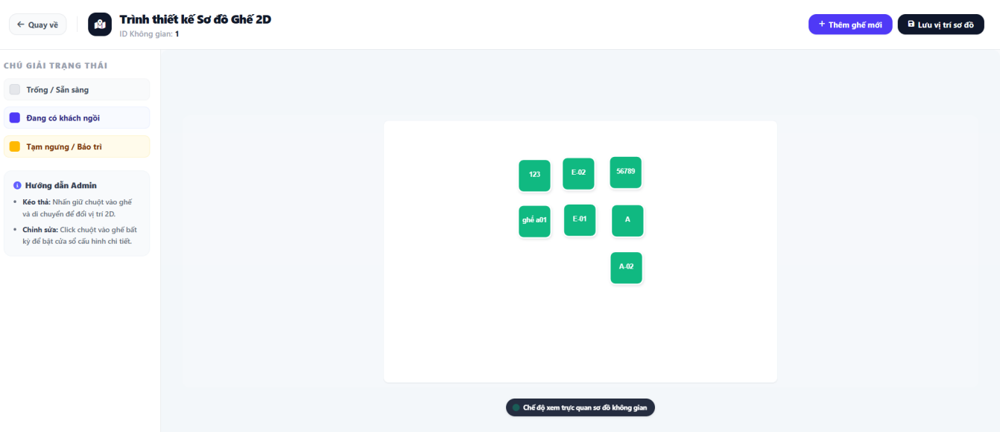 Quay về
Trình thiết kế Sơ đồ Ghế 2D
ID Không gian: 1
+ Thêm ghế mới
Lưu vị trí sơ đồ
CHÚ GIẢI TRẠNG THÁI
Trống / Sẵn sàng
Đang có khách ngồi
Tạm ngưng / Bảo trì
Hướng dẫn Admin
• Kéo thả: Nhấn giữ chuột vào ghế
và di chuyển để đổi vị trí 2D.
• Chỉnh sửa: Click chuột vào ghế bất
kỳ để bật cửa sổ cấu hình chi tiết.
123
E-02
56789
ghế a01
E-01
A
A-02
Chế độ xem trực quan sơ đồ không gian